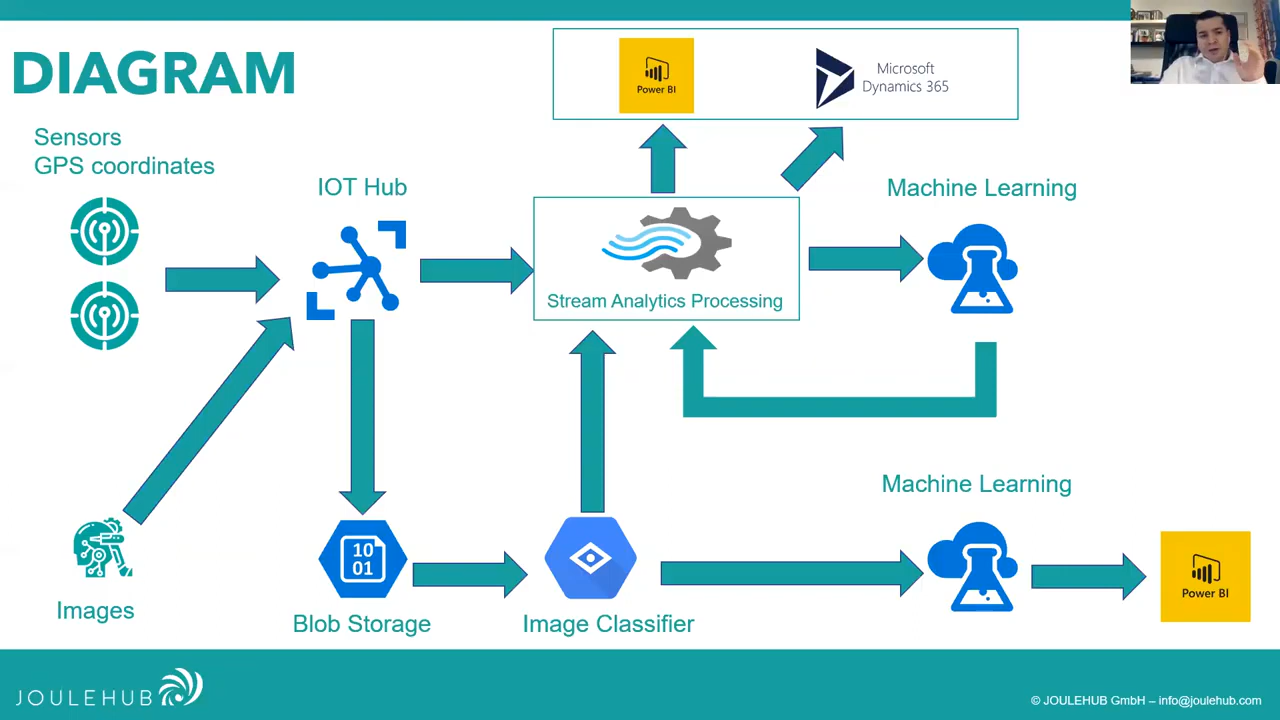 DIAGRAM
Sensors
GPS coordinates
IOT Hub
Power BI
Microsoft
Dynamics 365
Stream Analytics Processing
Machine Learning
Images
10
01
Blob Storage
Image Classifier
Machine Learning
Power BI
JOULEHUB
© JOULEHUB GmbH – info@joulehub.com